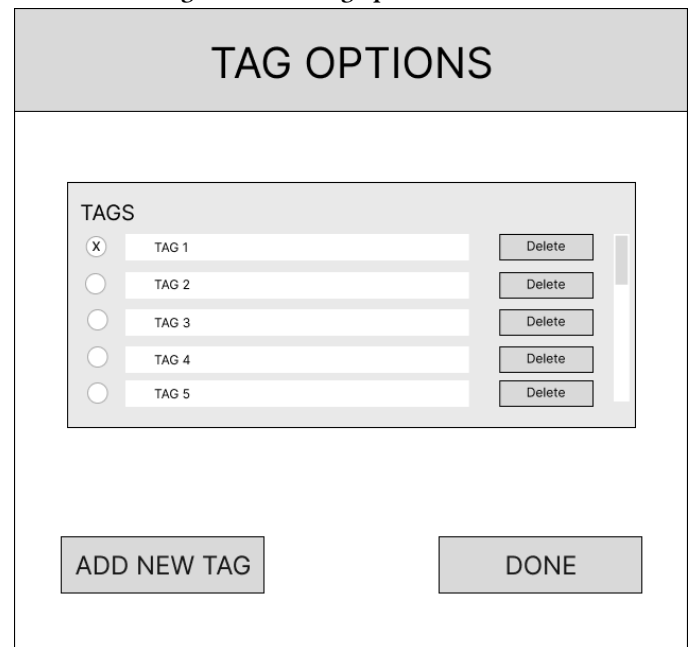 TAG OPTIONS
TAGS
X TAG 1 Delete
TAG 2 Delete
TAG 3 Delete
TAG 4 Delete
TAG 5 Delete
ADD NEW TAG DONE